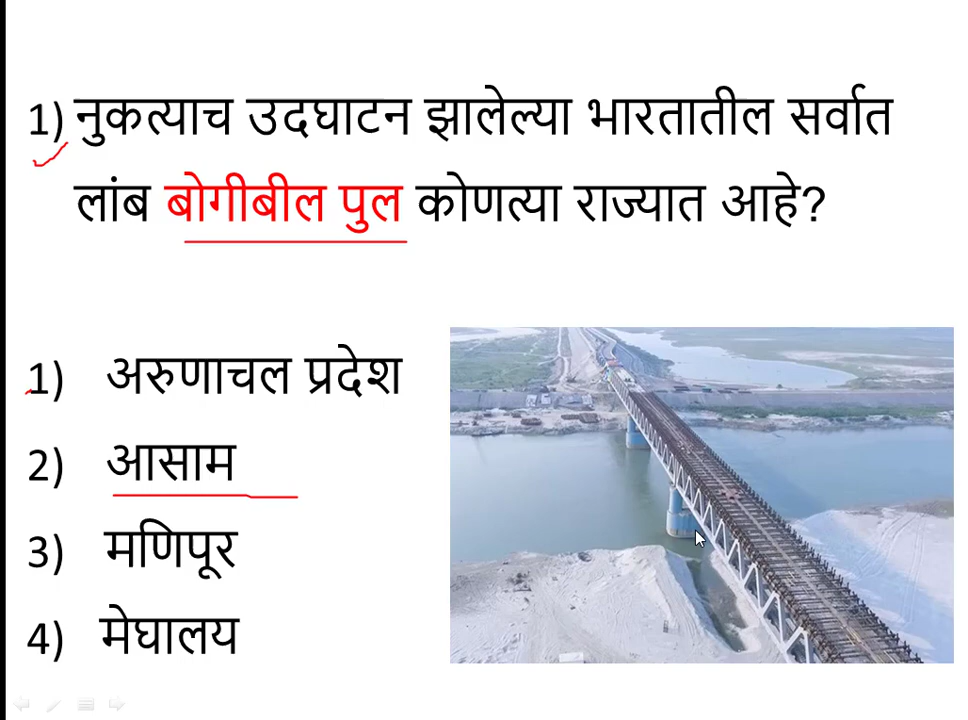 1) नुकत्याच उदघाटन झालेल्या भारतातील सर्वात
लांब बोगीबील पुल कोणत्या राज्यात आहे?
1) अरुणाचल प्रदेश
2) आसाम
3) मणिपूर
4) मेघालय